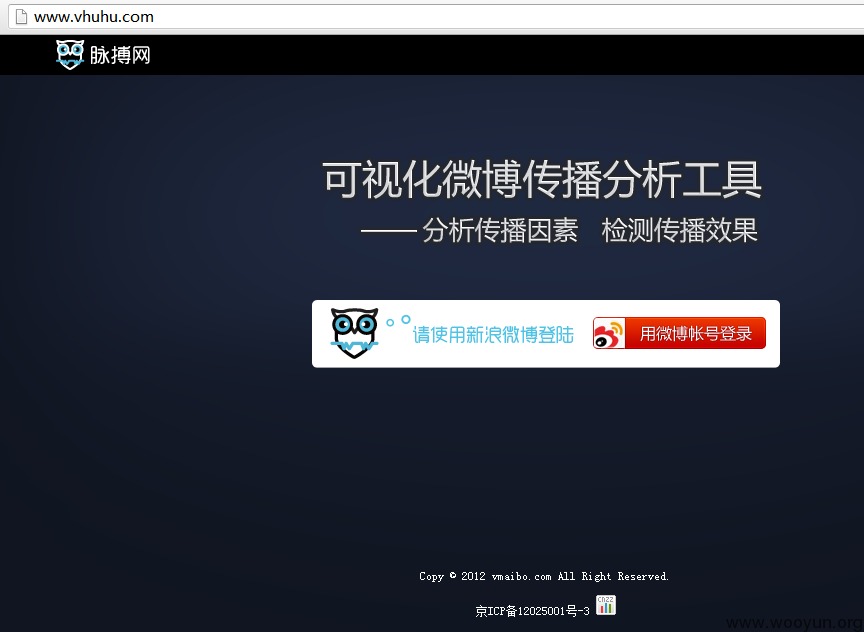 www.vhuhu.com
脉搏网
可视化微博传播分析工具
—— 分析传播因素 检测传播效果
请使用新浪微博登陆
用微博帐号登录
Copy © 2012 vmaibo.com All Right Reserved.
京ICP备12025001号-3
CNZZ
www.wooyun.org